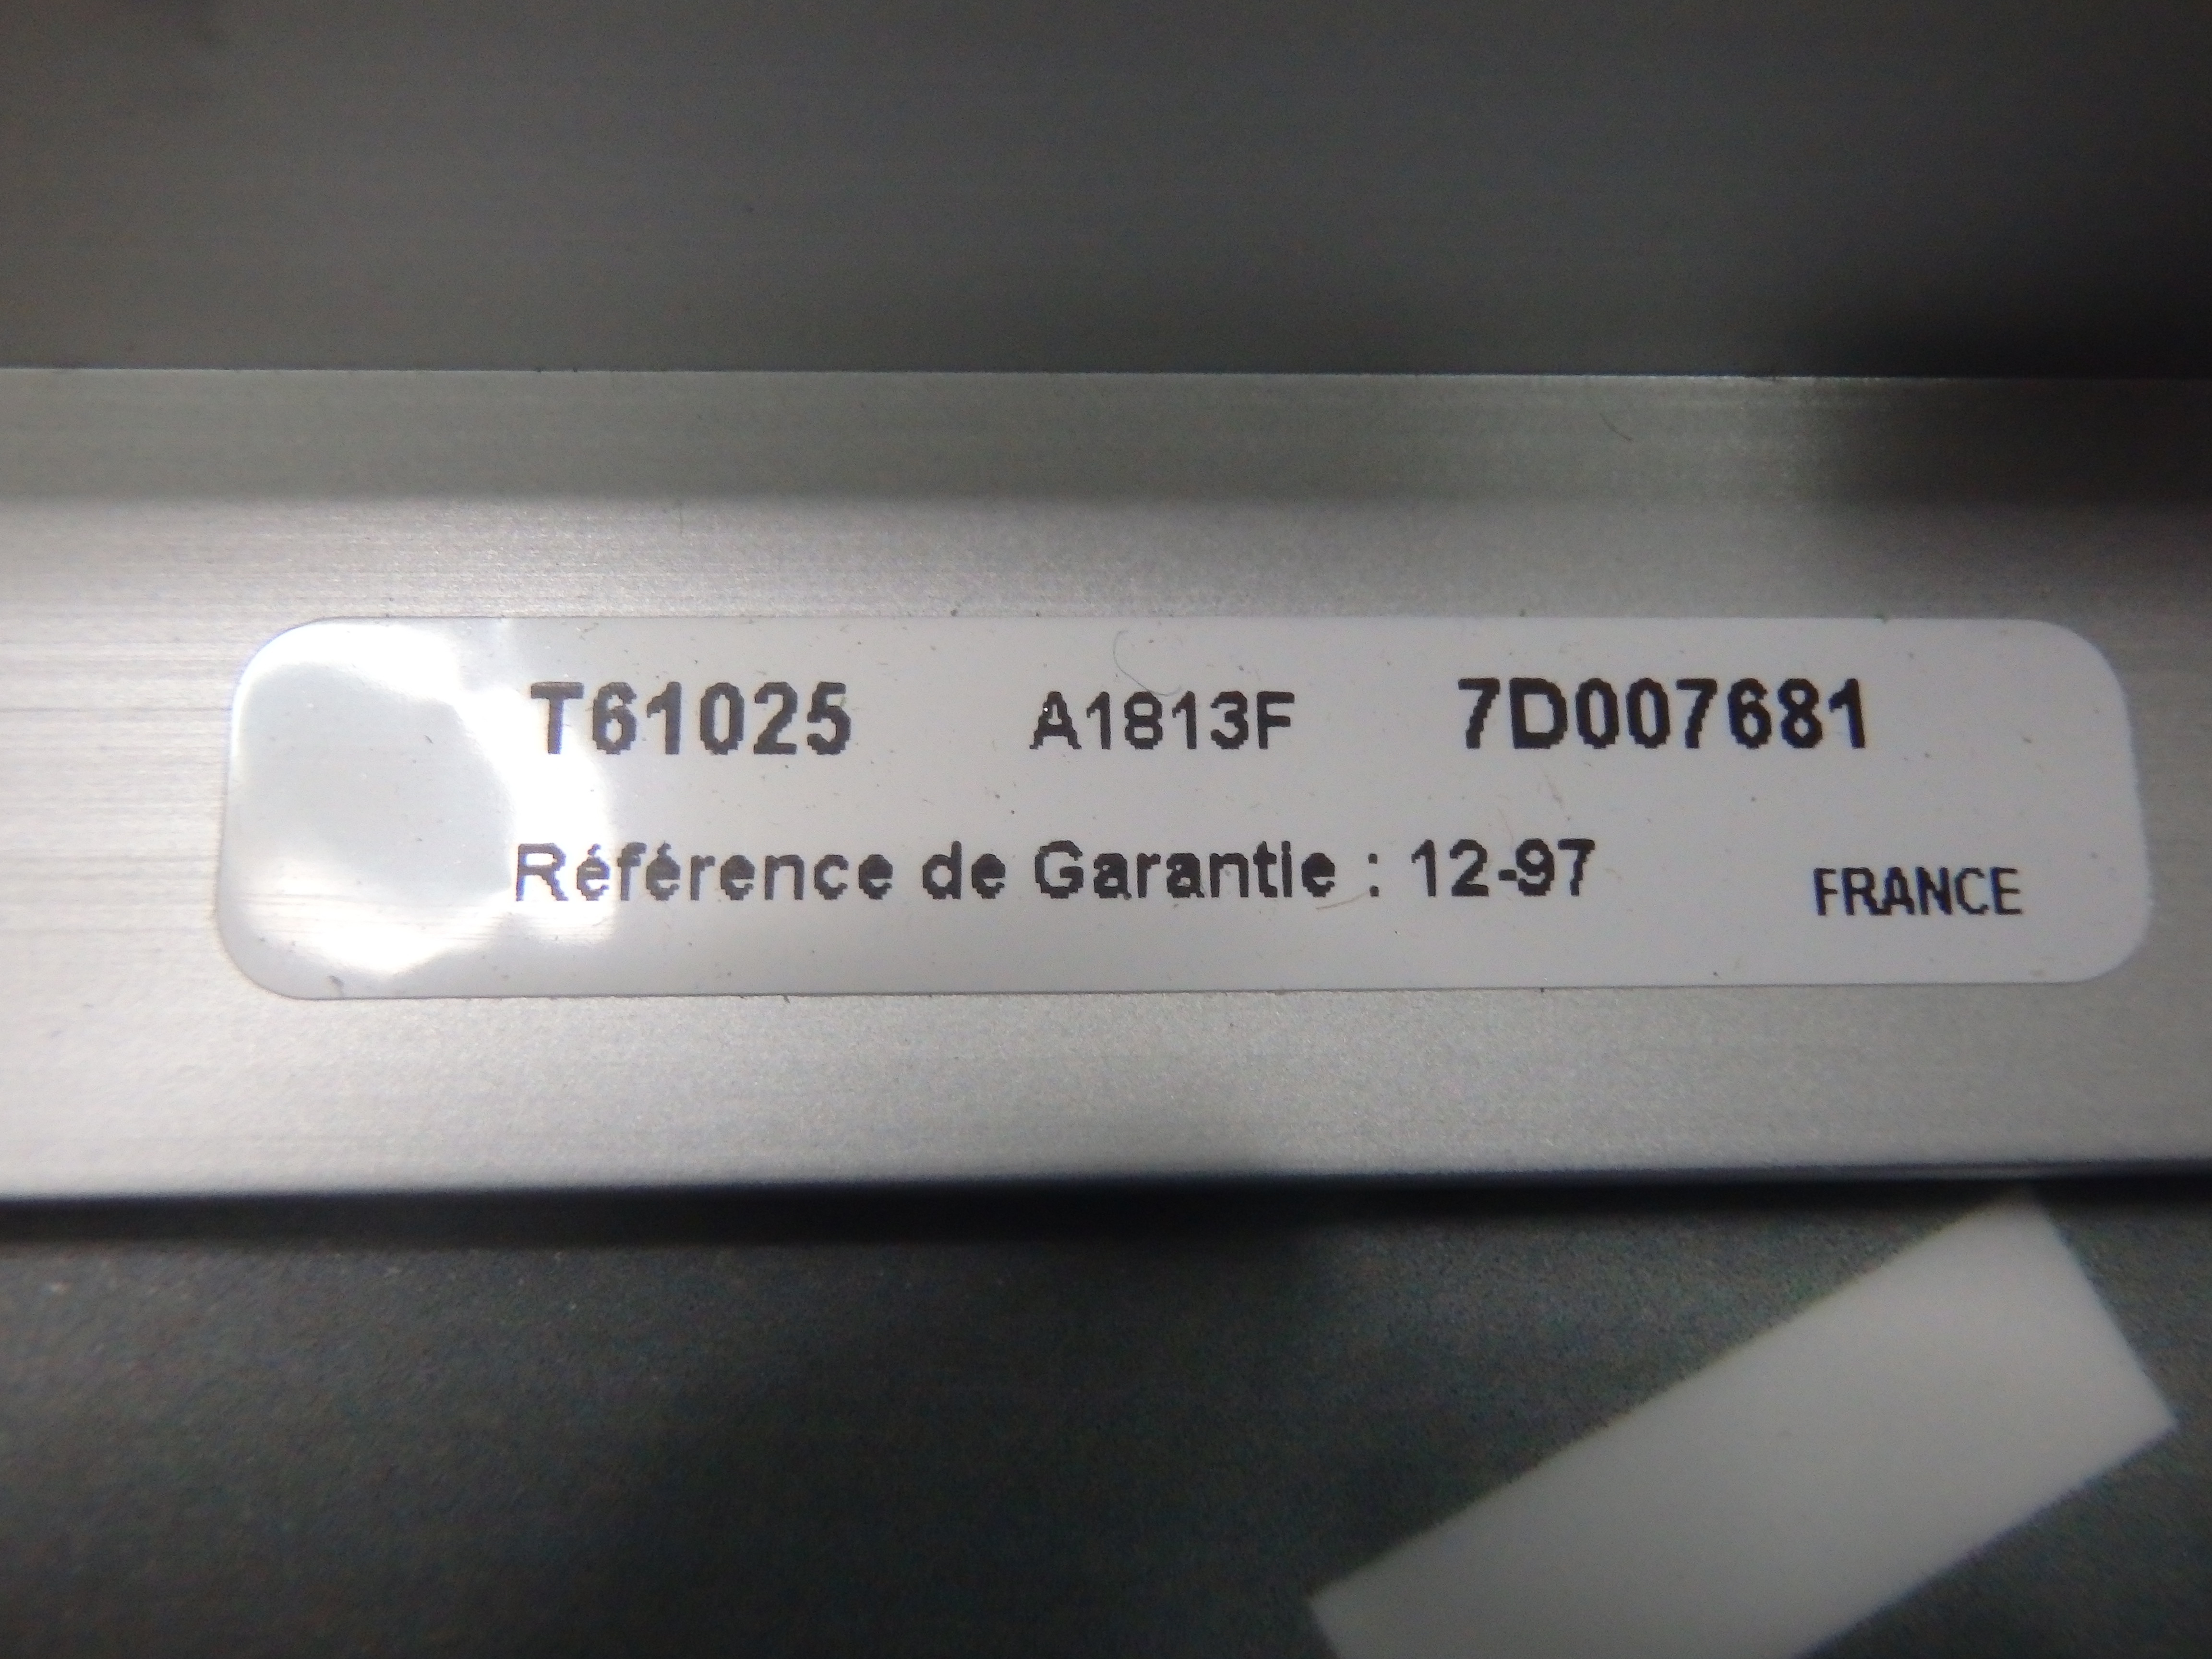 T61025 A1813F 7D007681
Référence de Garantie : 12-97 FRANCE